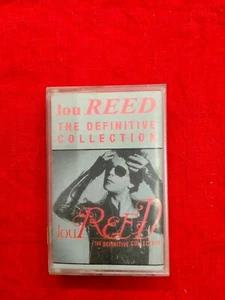 lou REED
THE DEFINITIVE
COLLECTION
lou REED
THE DEFINITIVE COLLECTION